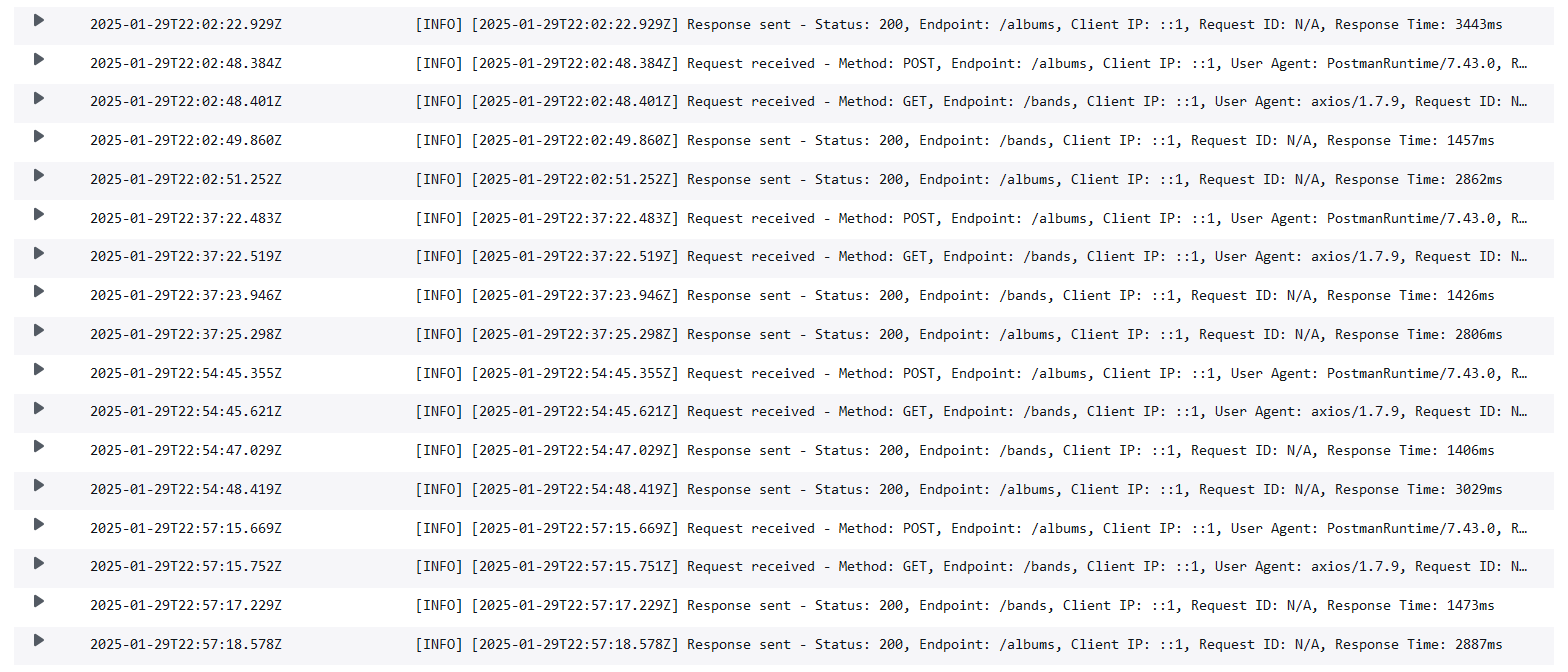 2025-01-29T22:02:22.929Z [INFO] [2025-01-29T22:02:22.929Z] Response sent - Status: 200, Endpoint: /albums, Client IP: ::1, Request ID: N/A, Response Time: 3443ms
2025-01-29T22:02:48.384Z [INFO] [2025-01-29T22:02:48.384Z] Request received - Method: POST, Endpoint: /albums, Client IP: ::1, User Agent: PostmanRuntime/7.43.0, R…
2025-01-29T22:02:48.401Z [INFO] [2025-01-29T22:02:48.401Z] Request received - Method: GET, Endpoint: /bands, Client IP: ::1, User Agent: axios/1.7.9, Request ID: N…
2025-01-29T22:02:49.860Z [INFO] [2025-01-29T22:02:49.860Z] Response sent - Status: 200, Endpoint: /bands, Client IP: ::1, Request ID: N/A, Response Time: 1457ms
2025-01-29T22:02:51.252Z [INFO] [2025-01-29T22:02:51.252Z] Response sent - Status: 200, Endpoint: /albums, Client IP: ::1, Request ID: N/A, Response Time: 2862ms
2025-01-29T22:37:22.483Z [INFO] [2025-01-29T22:37:22.483Z] Request received - Method: POST, Endpoint: /albums, Client IP: ::1, User Agent: PostmanRuntime/7.43.0, R…
2025-01-29T22:37:22.519Z [INFO] [2025-01-29T22:37:22.519Z] Request received - Method: GET, Endpoint: /bands, Client IP: ::1, User Agent: axios/1.7.9, Request ID: N…
2025-01-29T22:37:23.946Z [INFO] [2025-01-29T22:37:23.946Z] Response sent - Status: 200, Endpoint: /bands, Client IP: ::1, Request ID: N/A, Response Time: 1426ms
2025-01-29T22:37:25.298Z [INFO] [2025-01-29T22:37:25.298Z] Response sent - Status: 200, Endpoint: /albums, Client IP: ::1, Request ID: N/A, Response Time: 2806ms
2025-01-29T22:54:45.355Z [INFO] [2025-01-29T22:54:45.355Z] Request received - Method: POST, Endpoint: /albums, Client IP: ::1, User Agent: PostmanRuntime/7.43.0, R…
2025-01-29T22:54:45.621Z [INFO] [2025-01-29T22:54:45.621Z] Request received - Method: GET, Endpoint: /bands, Client IP: ::1, User Agent: axios/1.7.9, Request ID: N…
2025-01-29T22:54:47.029Z [INFO] [2025-01-29T22:54:47.029Z] Response sent - Status: 200, Endpoint: /bands, Client IP: ::1, Request ID: N/A, Response Time: 1406ms
2025-01-29T22:54:48.419Z [INFO] [2025-01-29T22:54:48.419Z] Response sent - Status: 200, Endpoint: /albums, Client IP: ::1, Request ID: N/A, Response Time: 3029ms
2025-01-29T22:57:15.669Z [INFO] [2025-01-29T22:57:15.669Z] Request received - Method: POST, Endpoint: /albums, Client IP: ::1, User Agent: PostmanRuntime/7.43.0, R…
2025-01-29T22:57:15.752Z [INFO] [2025-01-29T22:57:15.751Z] Request received - Method: GET, Endpoint: /bands, Client IP: ::1, User Agent: axios/1.7.9, Request ID: N…
2025-01-29T22:57:17.229Z [INFO] [2025-01-29T22:57:17.229Z] Response sent - Status: 200, Endpoint: /bands, Client IP: ::1, Request ID: N/A, Response Time: 1473ms
2025-01-29T22:57:18.578Z [INFO] [2025-01-29T22:57:18.578Z] Response sent - Status: 200, Endpoint: /albums, Client IP: ::1, Request ID: N/A, Response Time: 2887ms